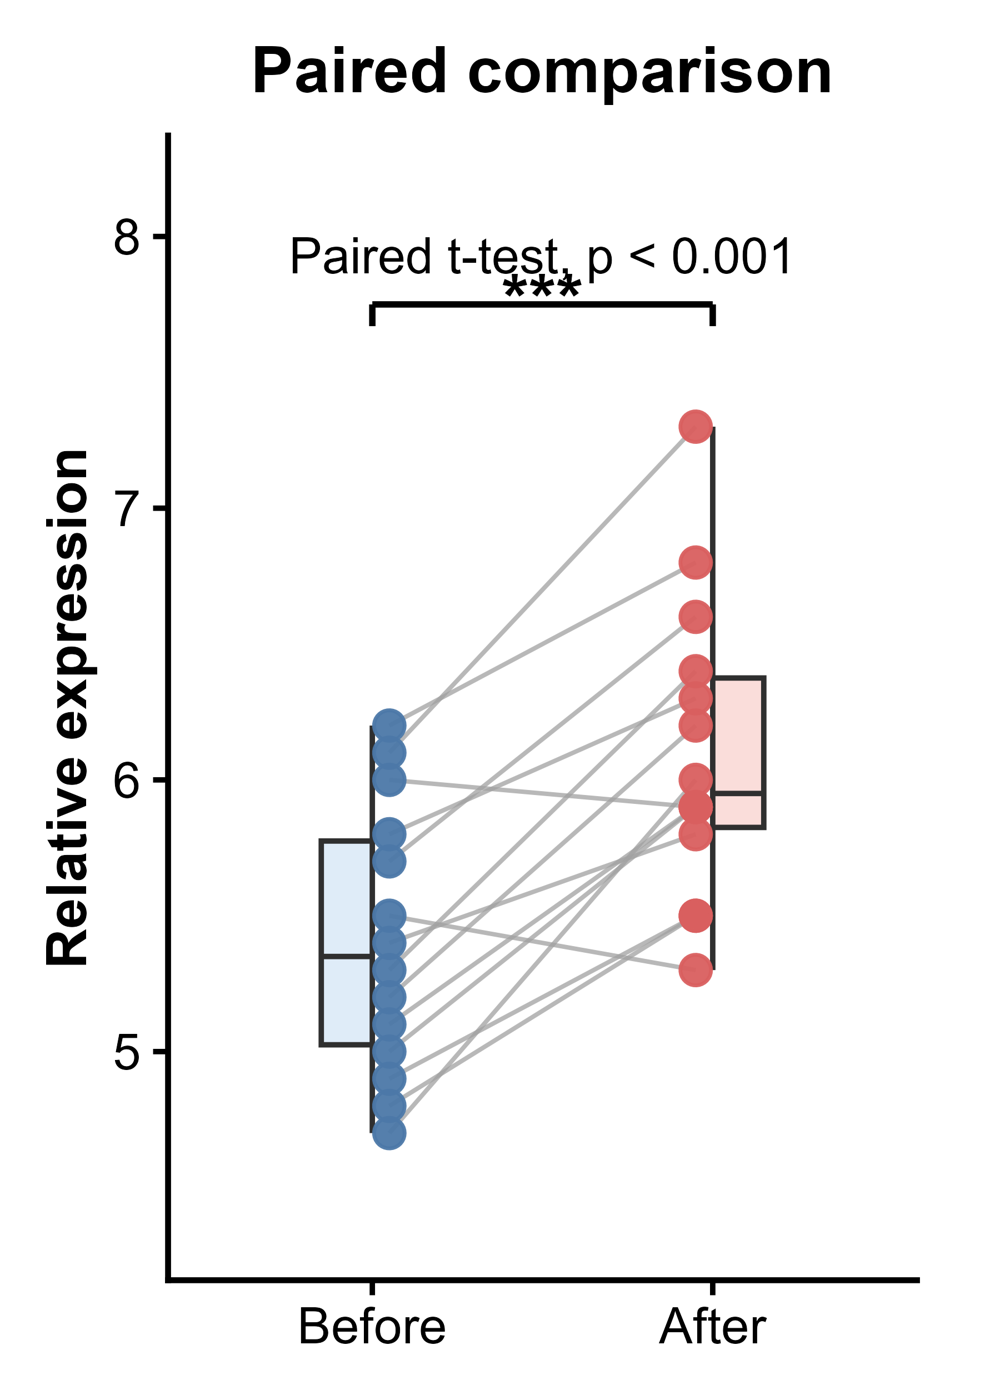 Paired comparison
Paired t-test, p < 0.001
***
Relative expression
8
7
6
5
Before
After